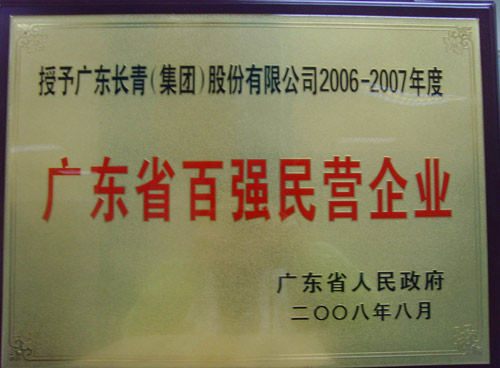 授予广东长青(集团)股份有限公司2006-2007年度
广东省百强民营企业
广东省人民政府
二〇〇八年八月